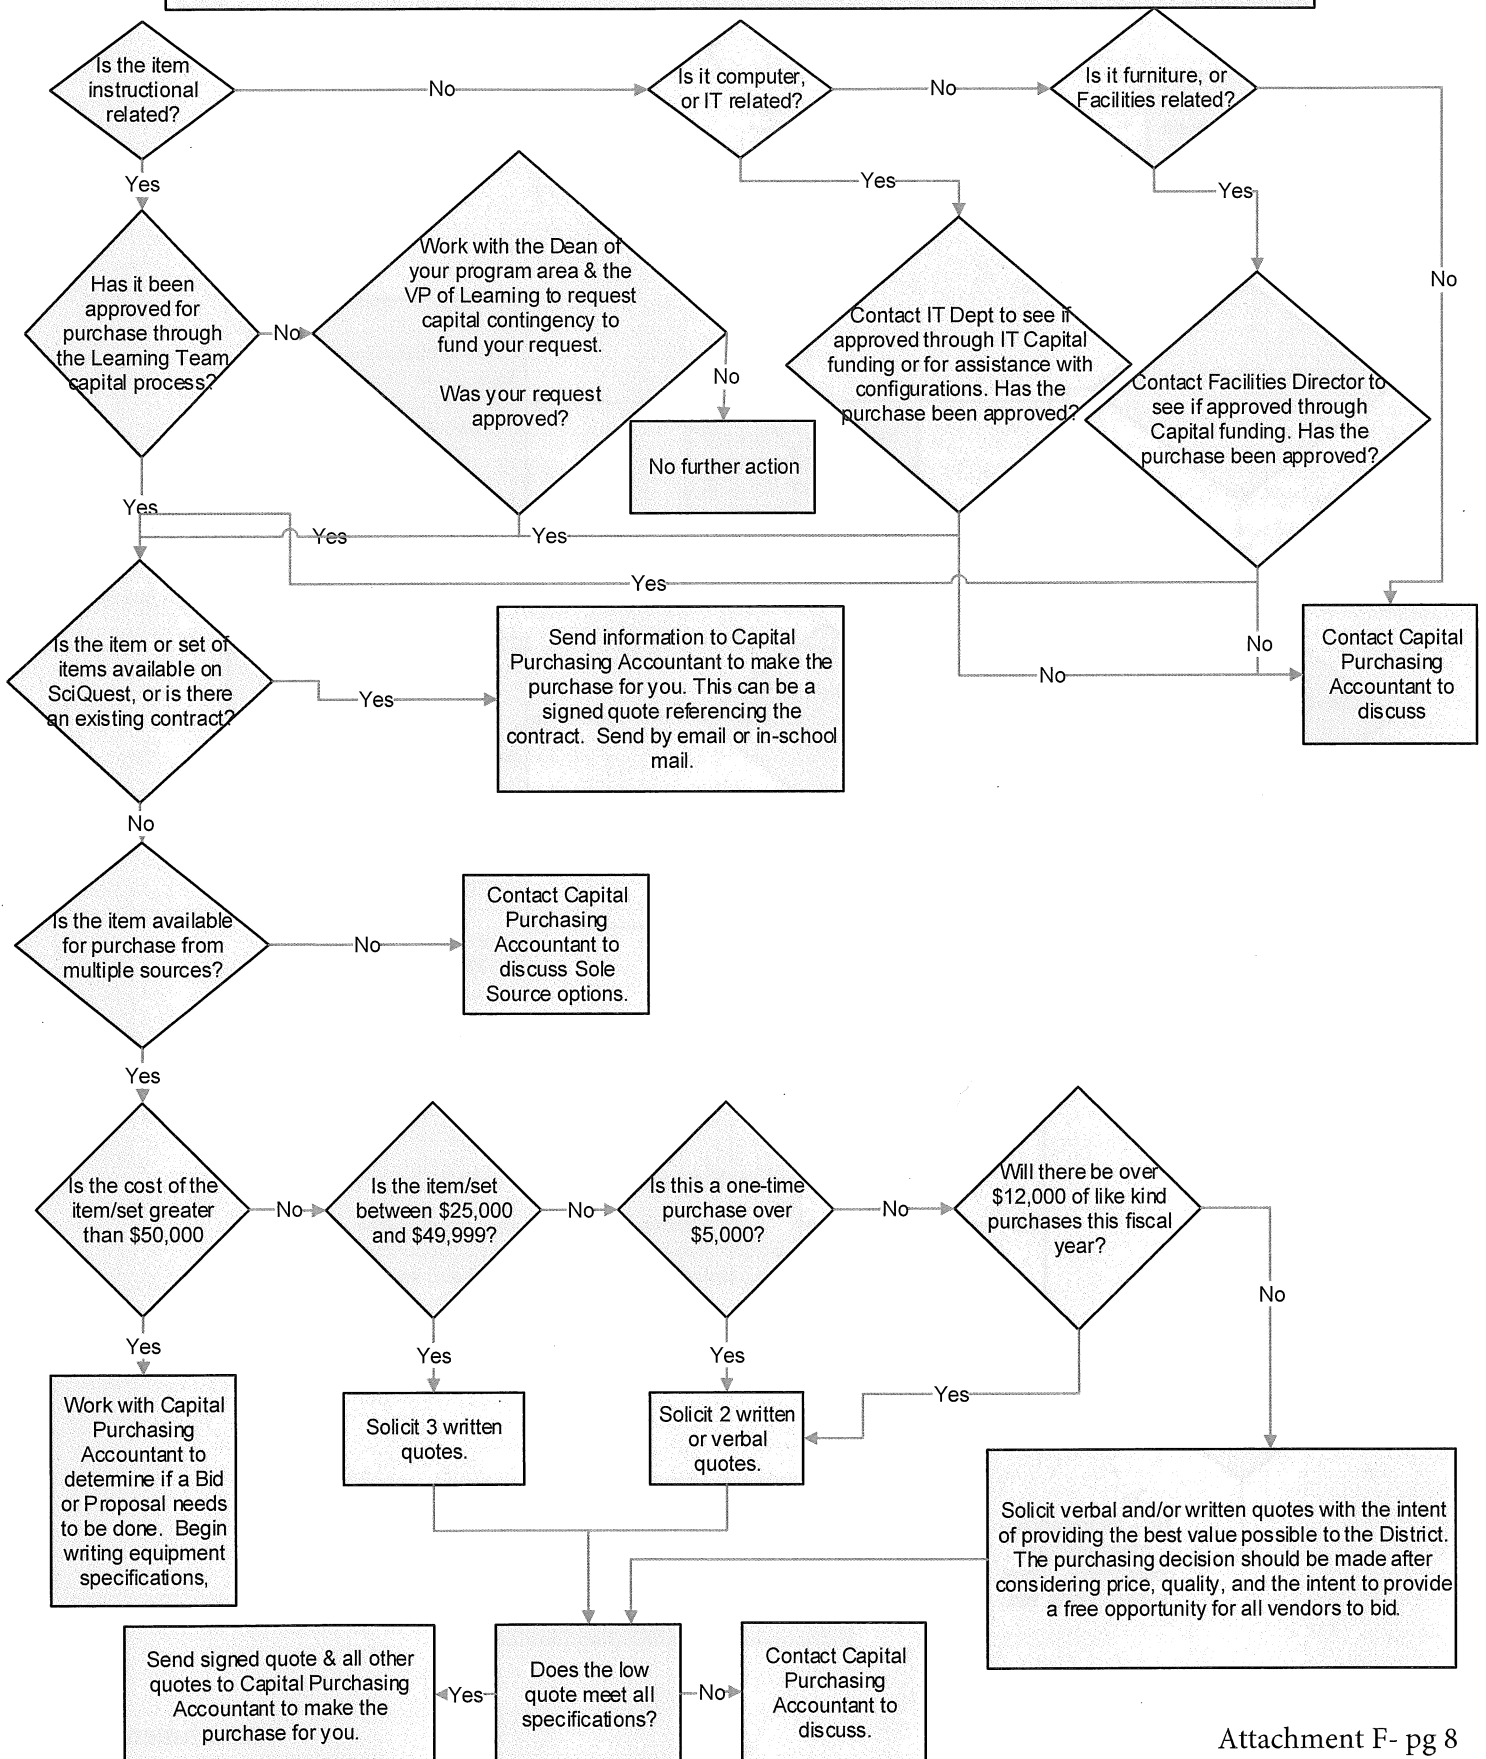 Is the item
instructional
related?
No
Is it computer,
or IT related?
No
Is it furniture, or
Facilities related?
Yes
Yes
Yes
No
Has it been
approved for
purchase through
the Learning Team
capital process?
No
Work with the Dean of
your program area & the
VP of Learning to request
capital contingency to
fund your request.
Was your request
approved?
No
No further action
Contact IT Dept to see if
approved through IT Capital
funding or for assistance with
configurations. Has the
purchase been approved?
Contact Facilities Director to
see if approved through
Capital funding. Has the
purchase been approved?
Yes
Yes
Yes
Yes
No
No
Contact Capital
Purchasing
Accountant to
discuss
Is the item or set of
items available on
SciQuest, or is there
an existing contract?
Yes
Send information to Capital
Purchasing Accountant to make the
purchase for you. This can be a
signed quote referencing the
contract.  Send by email or in-school
mail.
No
Is the item available
for purchase from
multiple sources?
No
Contact Capital
Purchasing
Accountant to
discuss Sole
Source options.
Yes
Is the cost of the
item/set greater
than $50,000
No
Is the item/set
between $25,000
and $49,999?
No
Is this a one-time
purchase over
$5,000?
No
Will there be over
$12,000 of like kind
purchases this fiscal
year?
No
Yes
Yes
Yes
Yes
Work with Capital
Purchasing
Accountant to
determine if a Bid
or Proposal needs
to be done.  Begin
writing equipment
specifications,
Solicit 3 written
quotes.
Solicit 2 written
or verbal
quotes.
Solicit verbal and/or written quotes with the intent
of providing the best value possible to the District.
The purchasing decision should be made after
considering price, quality, and the intent to provide
a free opportunity for all vendors to bid.
Send signed quote & all other
quotes to Capital Purchasing
Accountant to make the
purchase for you.
Yes
Does the low
quote meet all
specifications?
No
Contact Capital
Purchasing
Accountant to
discuss.
Attachment F- pg 8